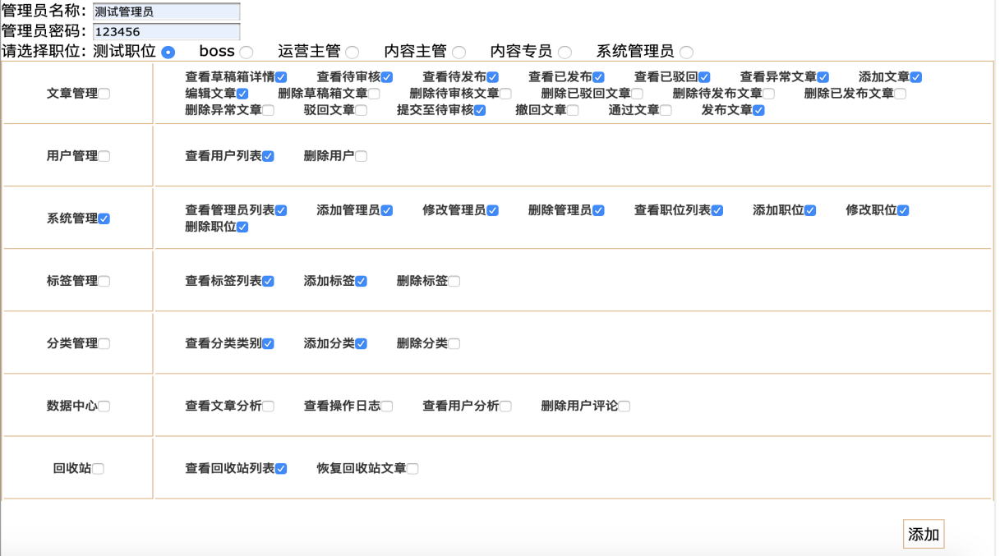 管理员名称: 测试管理员
管理员密码: 123456
请选择职位: 测试职位 boss 运营主管 内容主管 内容专员 系统管理员
文章管理
查看草稿箱详情 查看待审核 查看待发布 查看已发布 查看已驳回 查看异常文章 添加文章
编辑文章 删除草稿箱文章 删除待审核文章 删除已驳回文章 删除待发布文章 删除已发布文章
删除异常文章 驳回文章 提交至待审核 撤回文章 通过文章 发布文章
用户管理 查看用户列表 删除用户
系统管理
查看管理员列表 添加管理员 修改管理员 删除管理员 查看职位列表 添加职位 修改职位
删除职位
标签管理 查看标签列表 添加标签 删除标签
分类管理 查看分类类别 添加分类 删除分类
数据中心 查看文章分析 查看操作日志 查看用户分析 删除用户评论
回收站 查看回收站列表 恢复回收站文章
添加